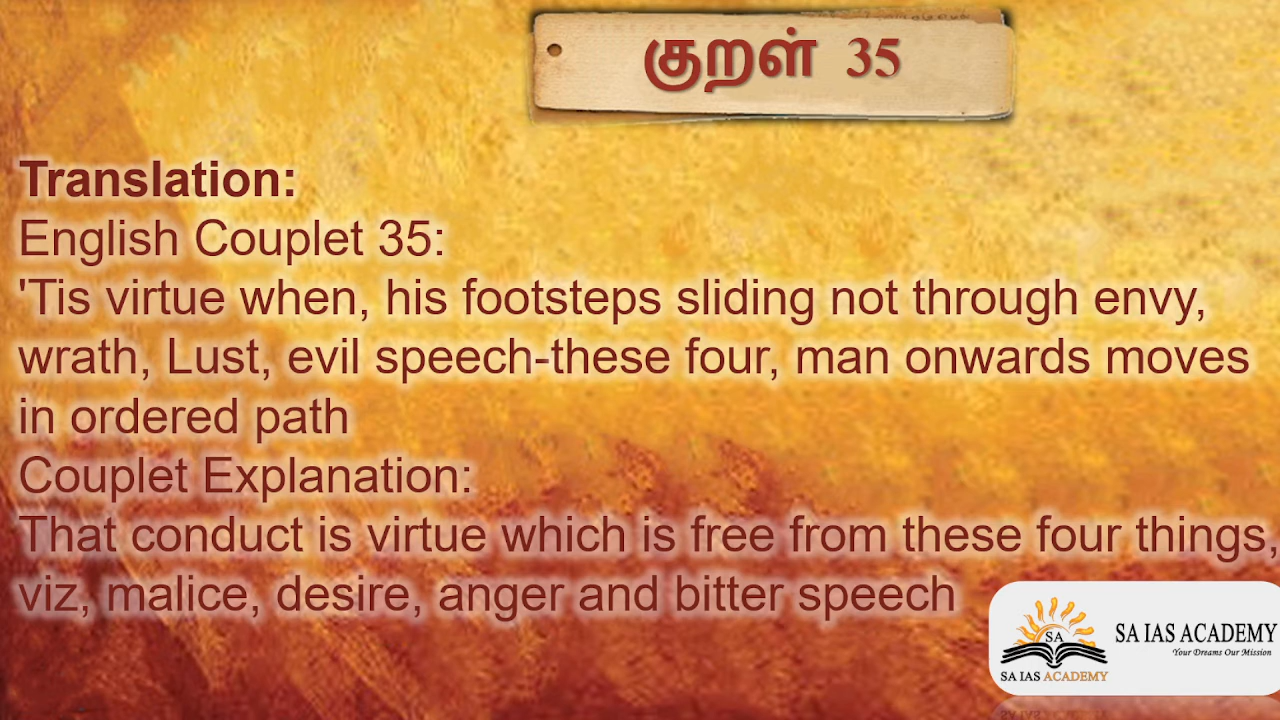 குறள் 35
Translation:
English Couplet 35:
'Tis virtue when, his footsteps sliding not through envy,
wrath, Lust, evil speech-these four, man onwards moves
in ordered path
Couplet Explanation:
That conduct is virtue which is free from these four things,
viz, malice, desire, anger and bitter speech
SA
SA IAS ACADEMY
SA IAS ACADEMY
Your Dreams Our Mission